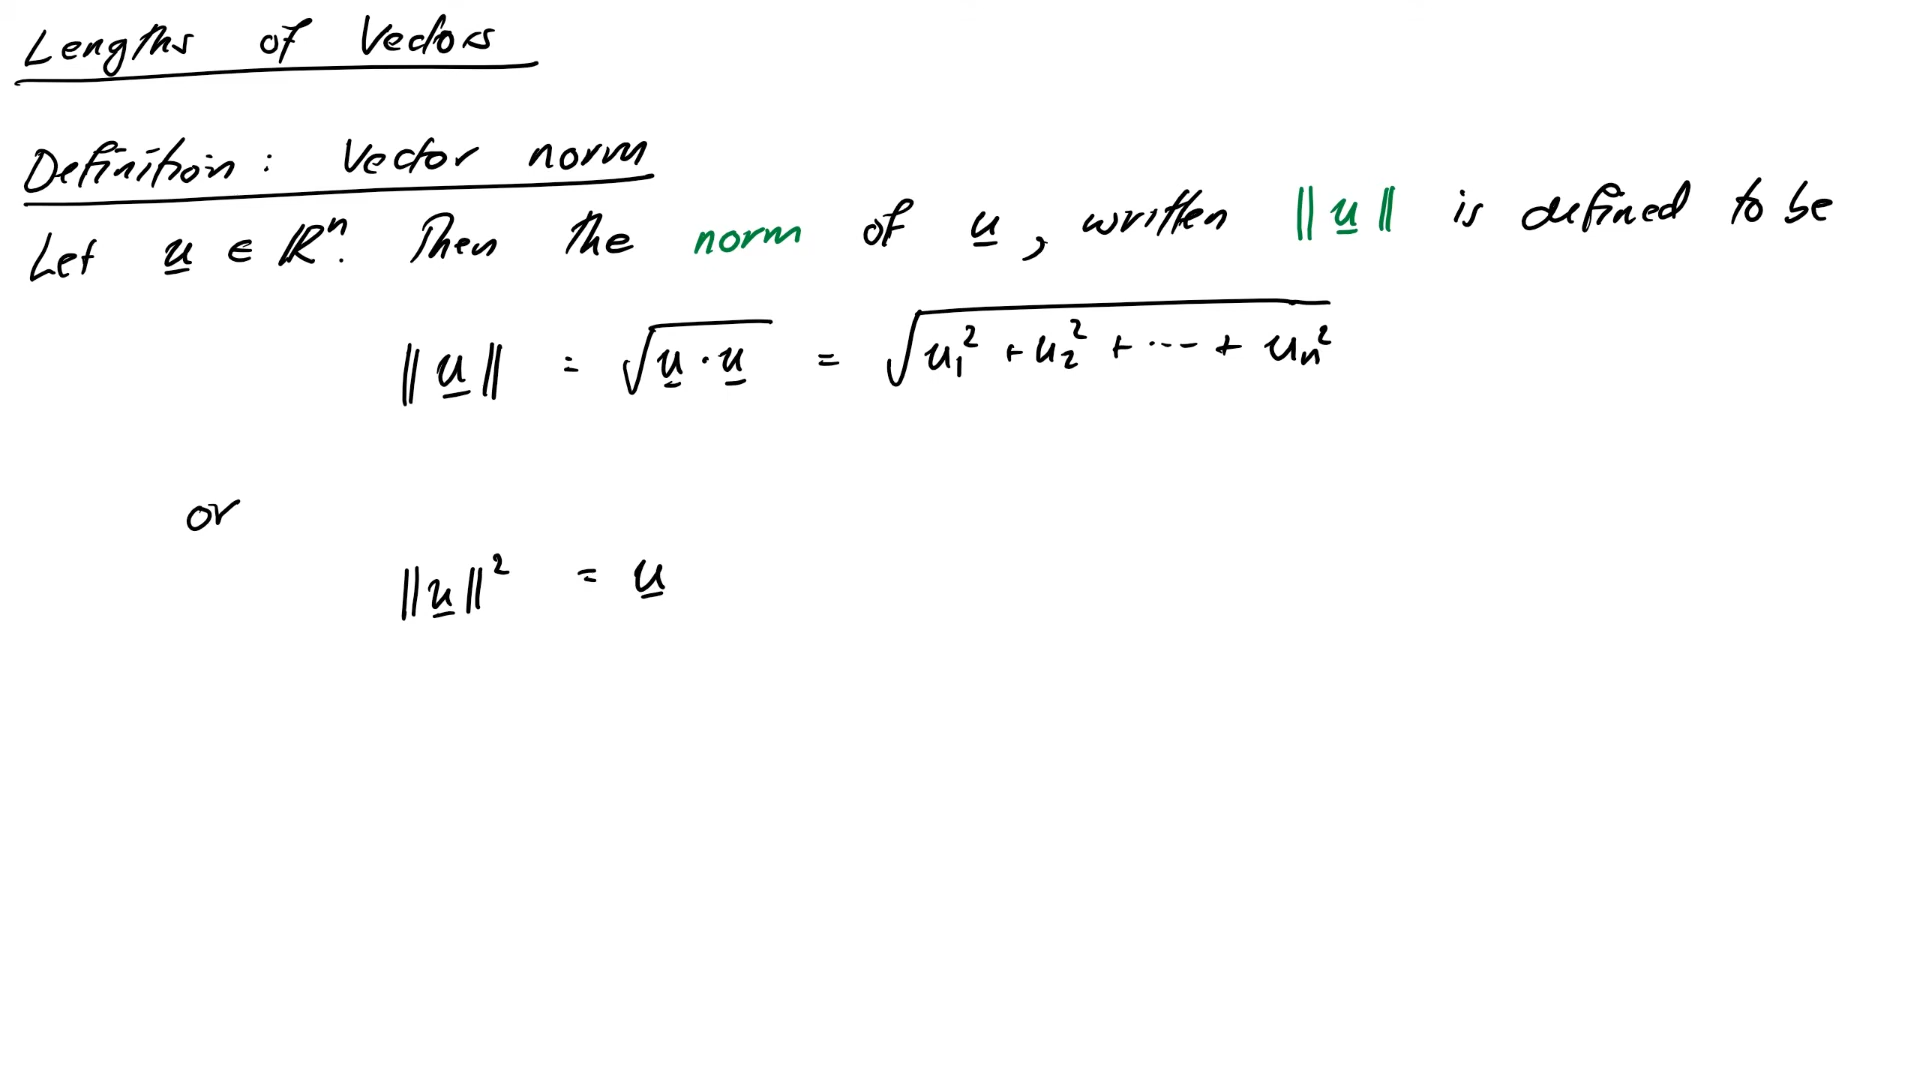 Lengths of Vectors
Definition: Vector norm
Let u ∈ ℝⁿ. Then the norm of u, written ‖u‖ is defined to be
‖u‖ = √(u · u) = √(u₁² + u₂² + ··· + uₙ²)
or
‖u‖² = u